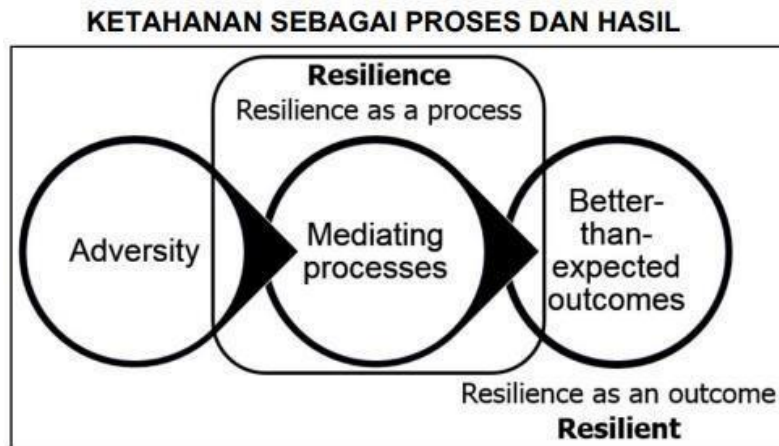 KETAHANAN SEBAGAI PROSES DAN HASIL
Resilience
Resilience as a process
Adversity
Mediating
processes
Better-
than-
expected
outcomes
Resilience as an outcome
Resilient